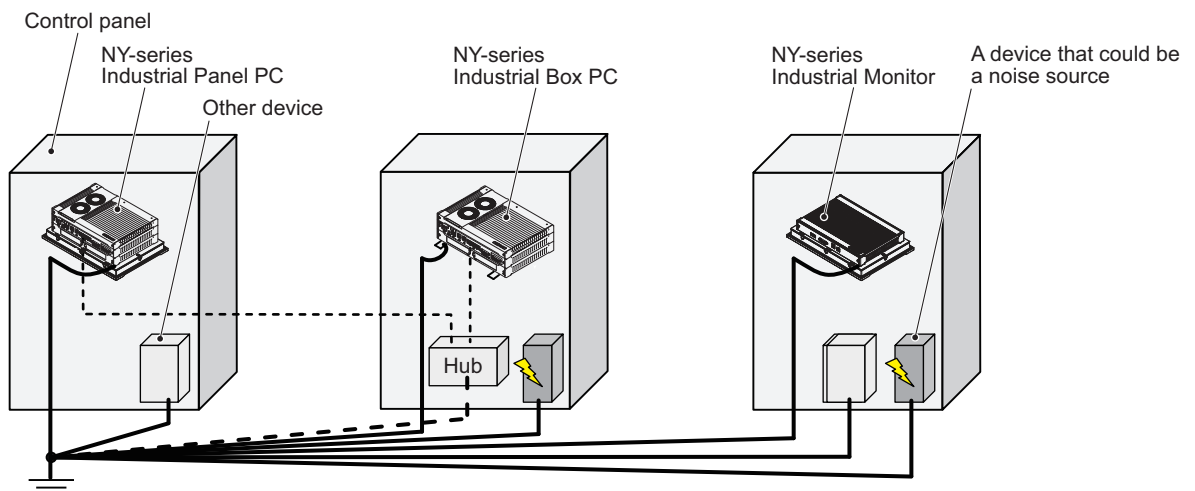 Control panel
NY-series
Industrial Panel PC
Other device
NY-series
Industrial Box PC
NY-series
Industrial Monitor
A device that could be
a noise source
Hub